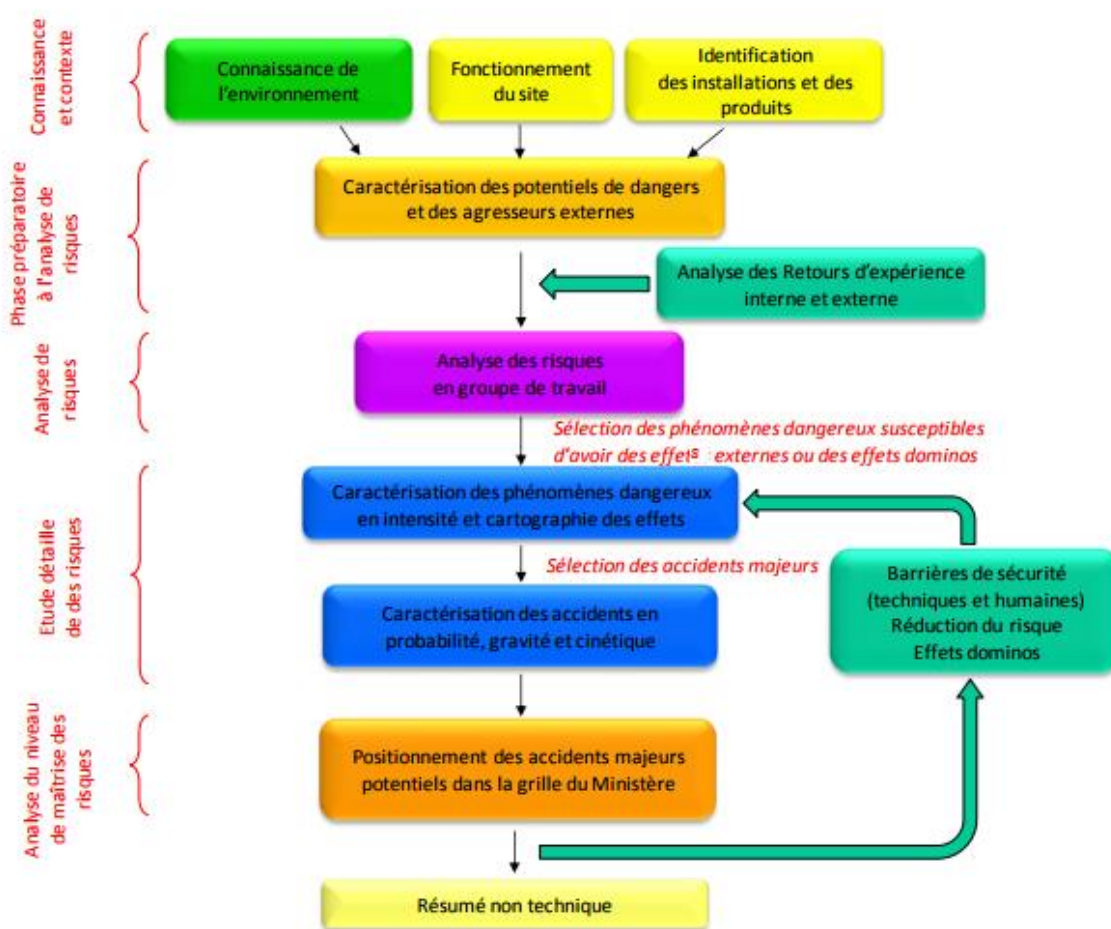 Connaissance
et contexte
Connaissance de
l'environnement
Fonctionnement
du site
Identification
des installations et des
produits
Phase préparatoire
à l'analyse de
risques
Caractérisation des potentiels de dangers
et des agresseurs externes
Analyse des Retours d'expérience
interne et externe
Analyse de
risques
Analyse des risques
en groupe de travail
Sélection des phénomènes dangereux susceptibles
d'avoir des effets externes ou des effets dominos
Etude détaille
de des risques
Caractérisation des phénomènes dangereux
en intensité et cartographie des effets
Sélection des accidents majeurs
Caractérisation des accidents en
probabilité, gravité et cinétique
Barrières de sécurité
(techniques et humaines)
Réduction du risque
Effets dominos
Analyse du niveau
de maîtrise des
risques
Positionnement des accidents majeurs
potentiels dans la grille du Ministère
Résumé non technique